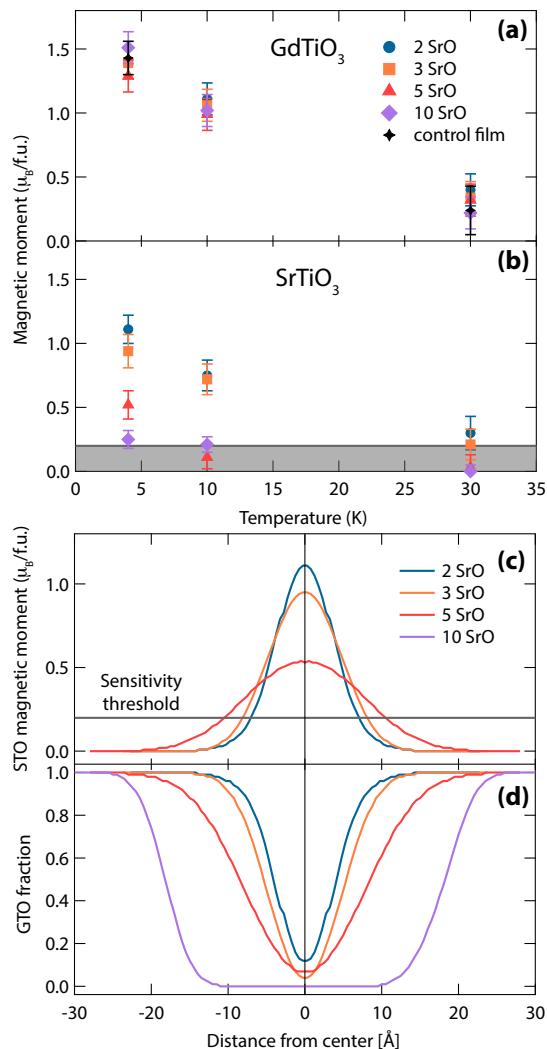 (a)
GdTiO3
2 SrO
3 SrO
5 SrO
10 SrO
control film
1.5
1.0
0.5
0.0
Magnetic moment (μB/f.u.)
(b)
SrTiO3
1.5
1.0
0.5
0.0
0 5 10 15 20 25 30 35
Temperature (K)
(c)
2 SrO
3 SrO
5 SrO
10 SrO
1.0
0.5
0.0
Sensitivity
threshold
STO magnetic moment (μB/f.u.)
(d)
1.0
0.8
0.6
0.4
0.2
0.0
GTO fraction
-30 -20 -10 0 10 20 30
Distance from center [Å]